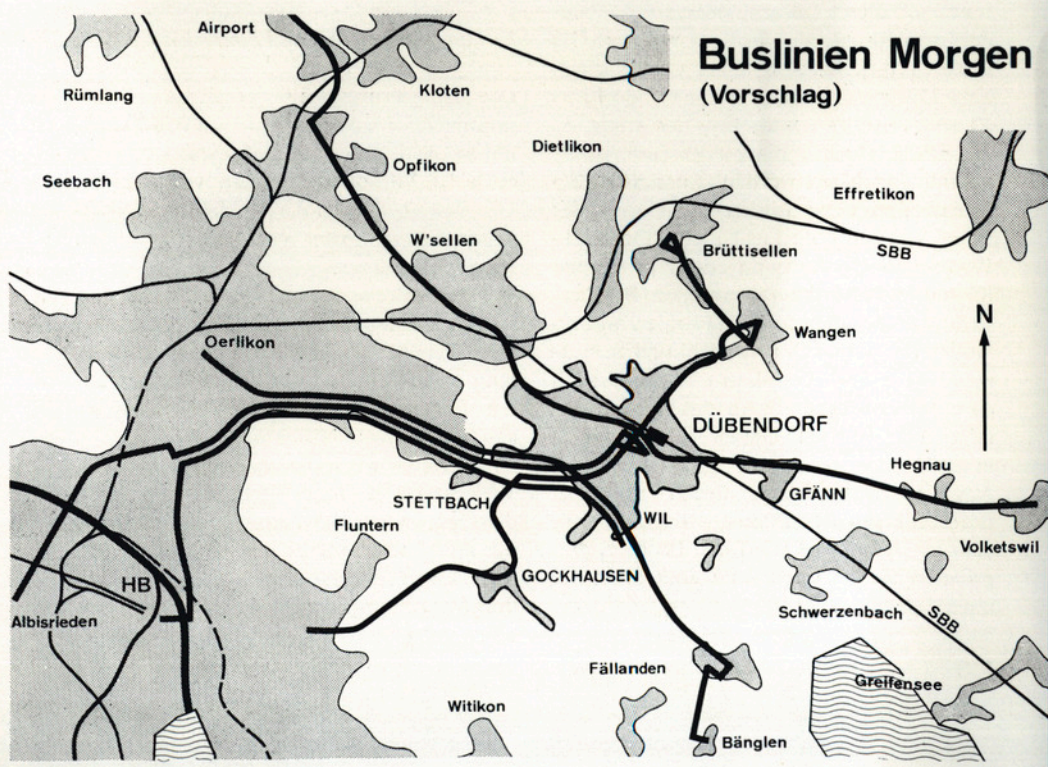 Buslinien Morgen
(Vorschlag)
Airport
Rümlang
Kloten
Seebach
Opfikon
Dietlikon
Effretikon
W'sellen
Brüttisellen
SBB
Wangen
N
Oerlikon
DÜBENDORF
Hegnau
GFÄNN
STETTBACH
WIL
Fluntern
Volketswil
HB
GOCKHAUSEN
Schwerzenbach
SBB
Albisrieden
Fällanden
Greifensee
Witikon
Bänglen